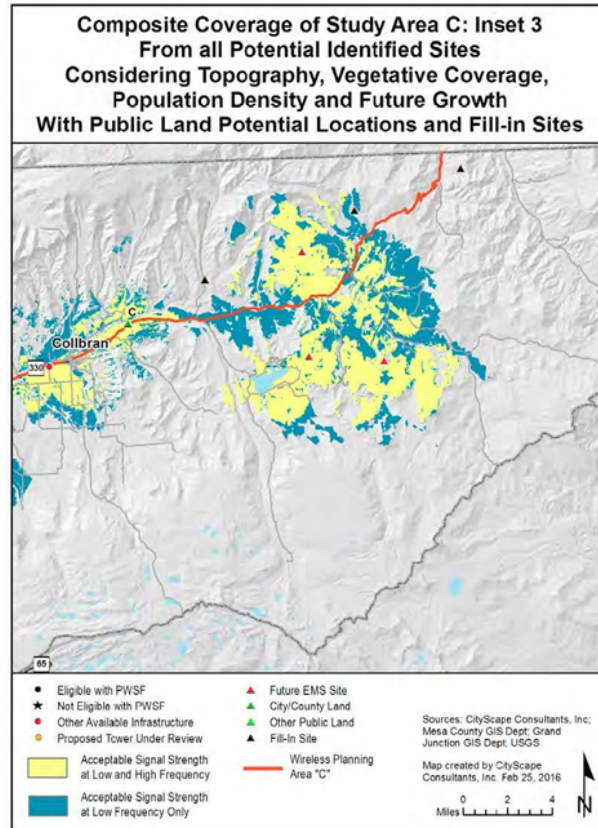 Composite Coverage of Study Area C: Inset 3
From all Potential Identified Sites
Considering Topography, Vegetative Coverage,
Population Density and Future Growth
With Public Land Potential Locations and Fill-in Sites
C
Collbran
330
65
Eligible with PWSF
Not Eligible with PWSF
Other Available Infrastructure
Proposed Tower Under Review
Acceptable Signal Strength
at Low and High Frequency
Acceptable Signal Strength
at Low Frequency Only
Future EMS Site
City/County Land
Other Public Land
Fill-In Site
Wireless Planning
Area "C"
Sources: CityScape Consultants, Inc;
Mesa County GIS Dept; Grand
Junction GIS Dept; USGS
Map created by CityScape
Consultants, Inc. Feb 25, 2016
0 2 4
Miles
N